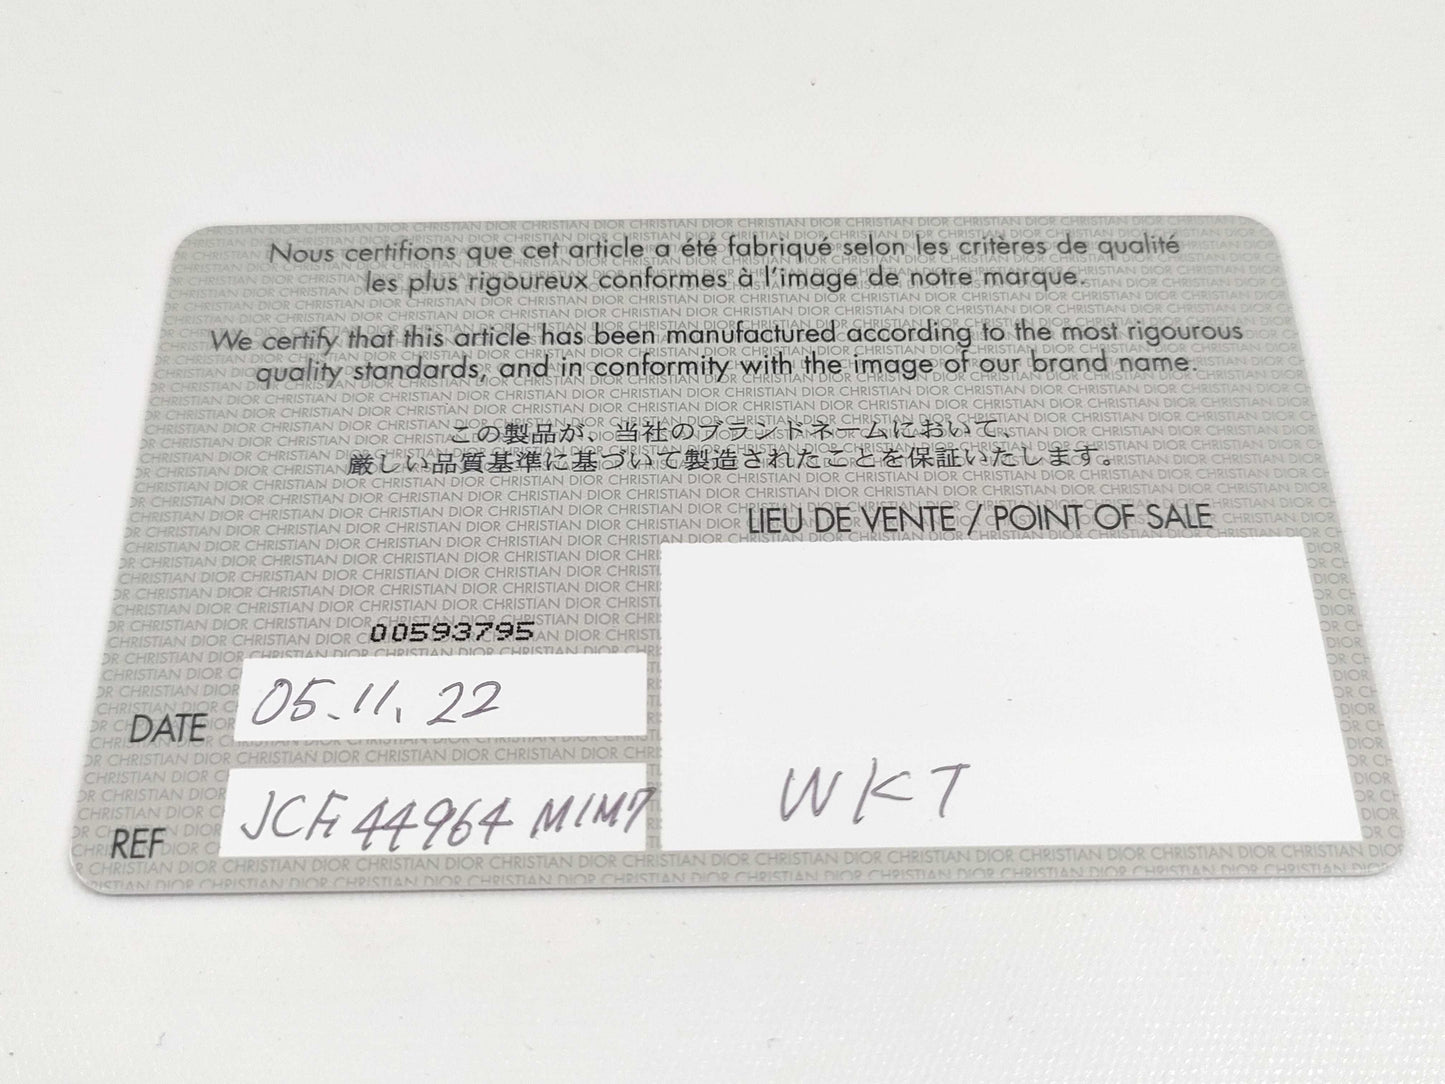 Nous certifions que cet article a été fabriqué selon les critères de qualité
les plus rigoureux conformes à l'image de notre marque.
We certify that this article has been manufactured according to the most rigourous
quality standards, and in conformity with the image of our brand name.
この製品が、当社のブランドネームにおいて、
厳しい品質基準に基づいて製造されたことを保証いたします。
LIEU DE VENTE / POINT OF SALE
00593795
DATE 05.11.22
REF 44964 M1M7
WKT